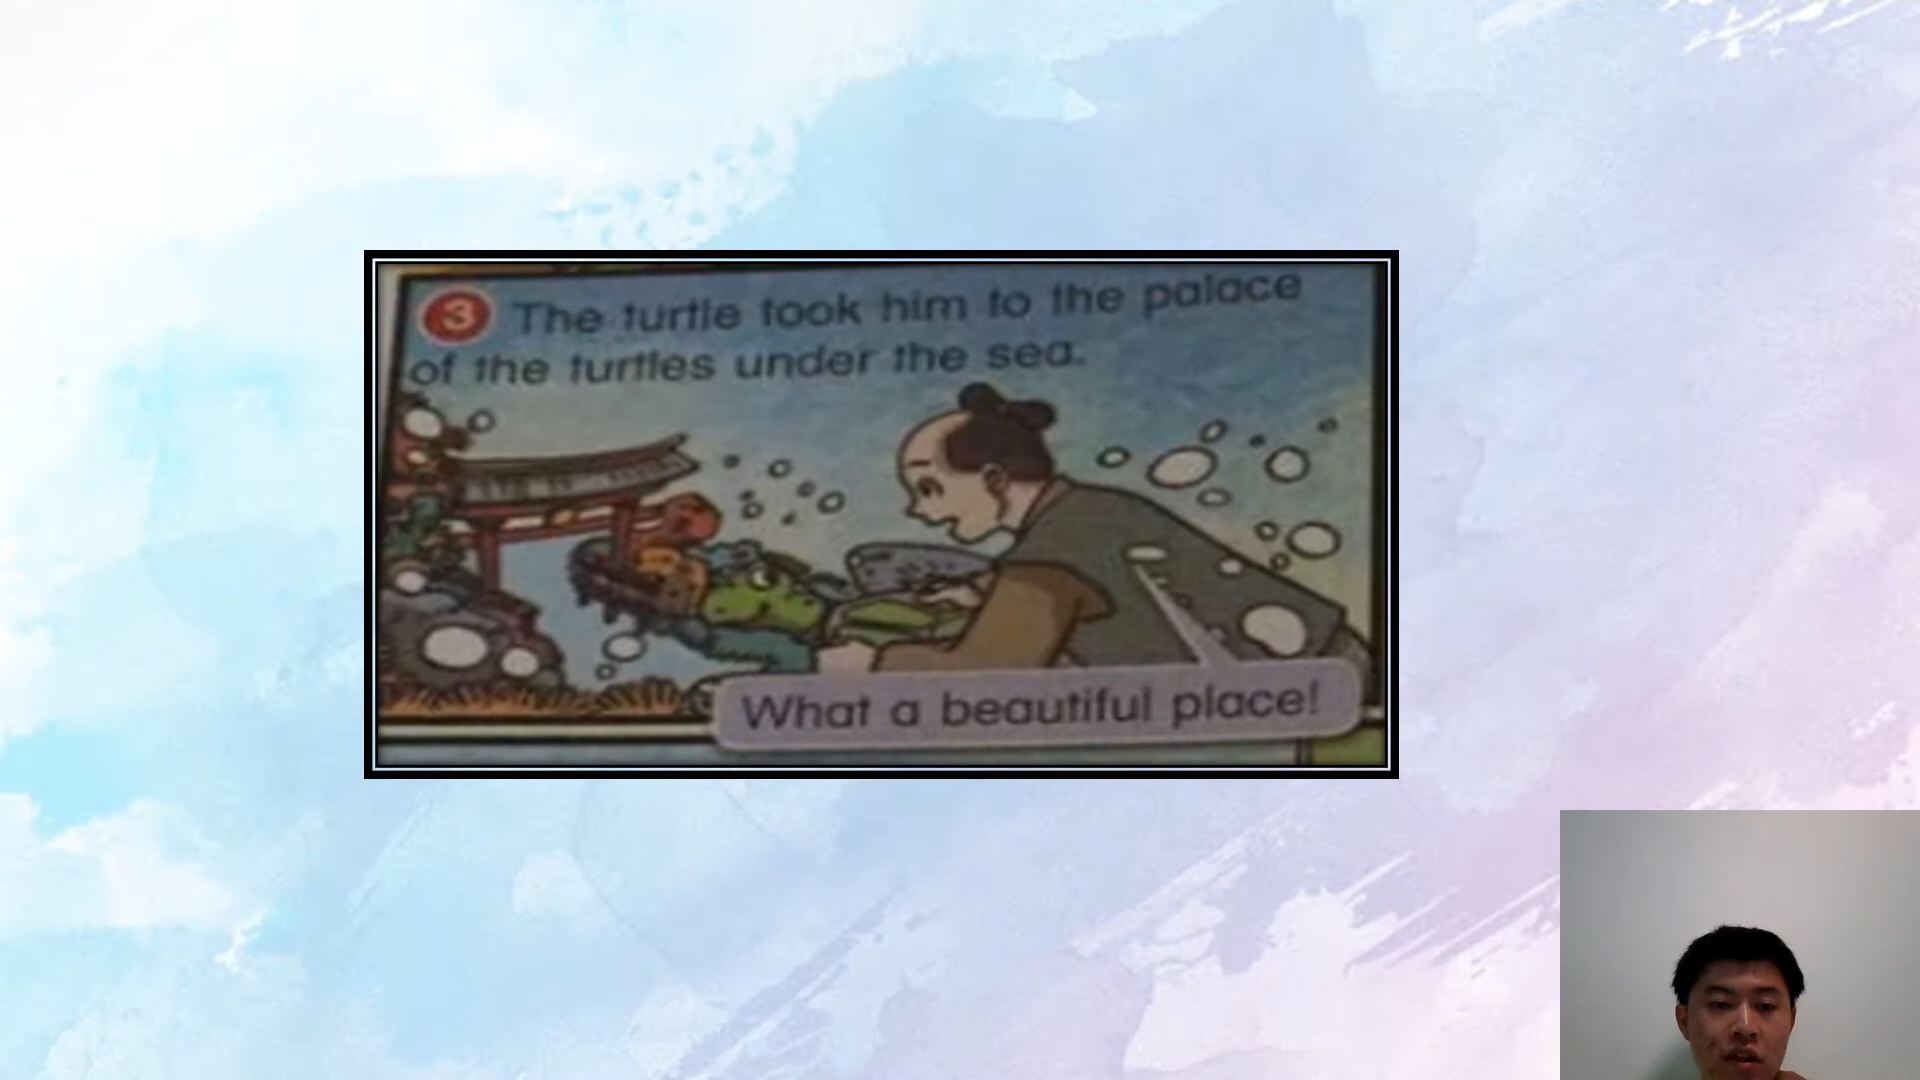 3 The turtle took him to the palace
of the turtles under the sea.
What a beautiful place!